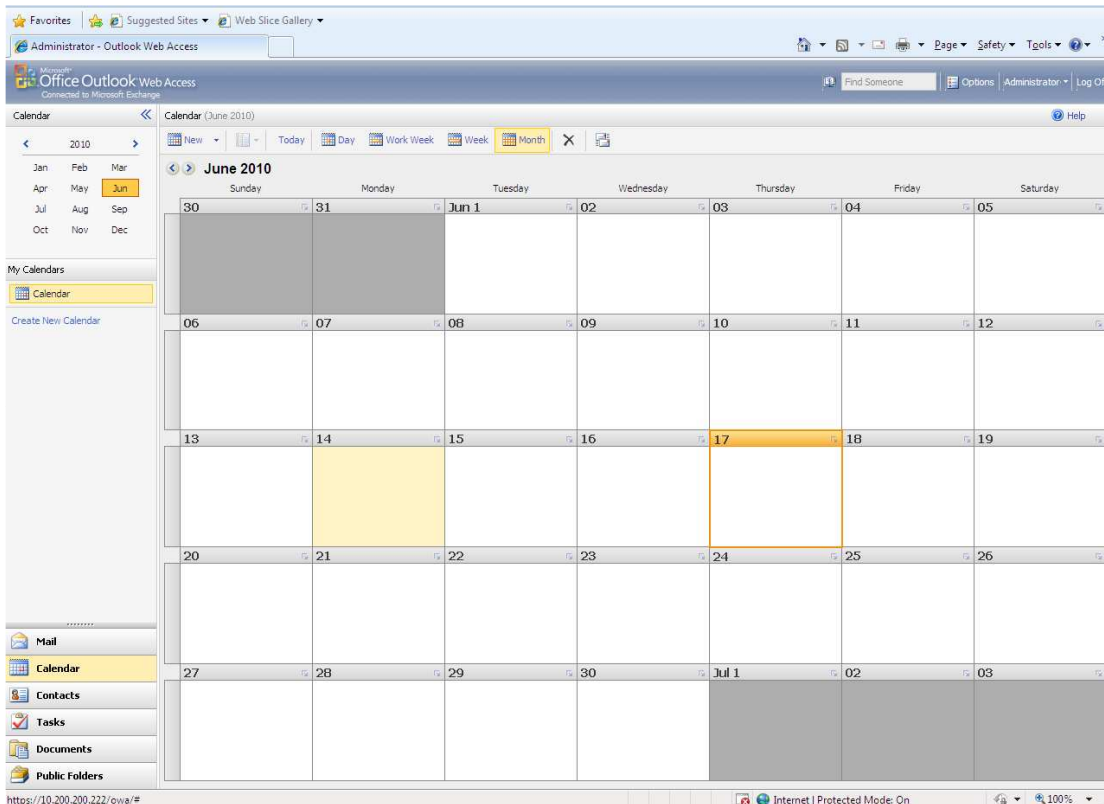 Favorites Suggested Sites Web Slice Gallery
Administrator - Outlook Web Access Page Safety Tools
Microsoft
Office Outlook Web Access Find Someone Options Administrator Log Of
Connected to Microsoft Exchange
Calendar Calendar (June 2010) Help
2010 New Today Day Work Week Week Month
Jan Feb Mar June 2010
Apr May Jun Sunday Monday Tuesday Wednesday Thursday Friday Saturday
Jul Aug Sep 30 31 Jun 1 02 03 04 05
Oct Nov Dec
My Calendars
Calendar
Create New Calendar 06 07 08 09 10 11 12
13 14 15 16 17 18 19
20 21 22 23 24 25 26
Mail
Calendar 27 28 29 30 Jul 1 02 03
Contacts
Tasks
Documents
Public Folders
https://10.200.200.222/owa/# Internet | Protected Mode: On 100%